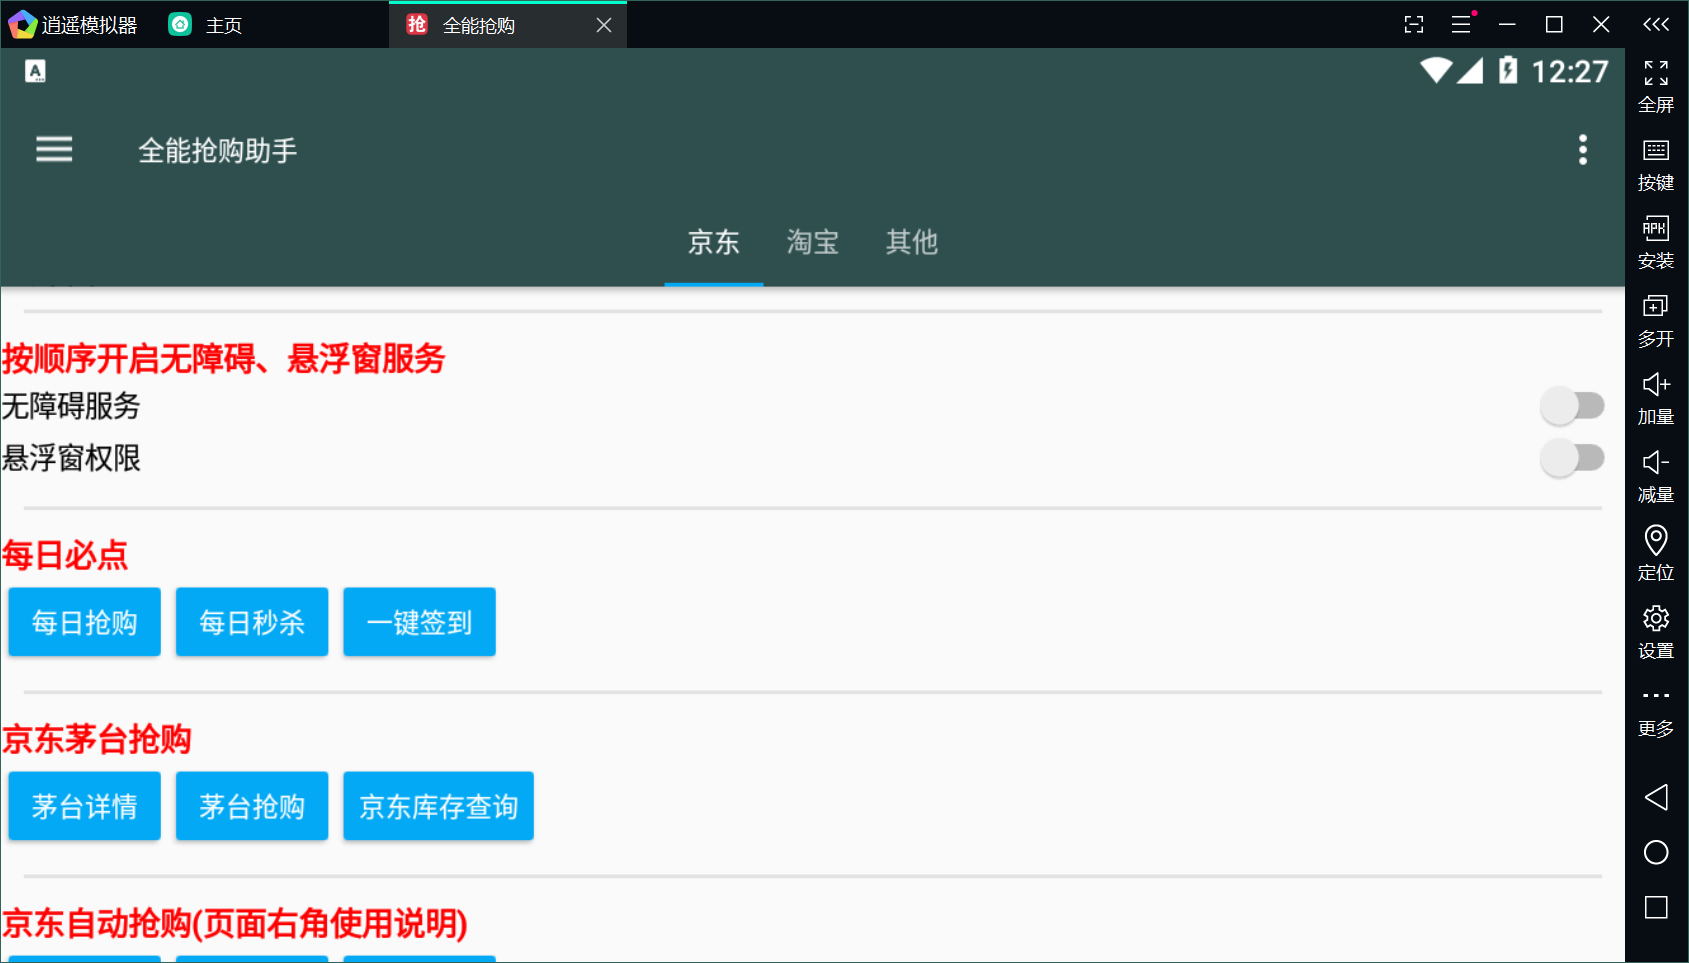 逍遥模拟器
主页
抢
全能抢购
A
12:27
全能抢购助手
京东
淘宝
其他
按顺序开启无障碍、悬浮窗服务
无障碍服务
悬浮窗权限
每日必点
每日抢购
每日秒杀
一键签到
京东茅台抢购
茅台详情
茅台抢购
京东库存查询
京东自动抢购(页面右角使用说明)
全屏
按键
APK
安装
多开
加量
减量
定位
设置
更多